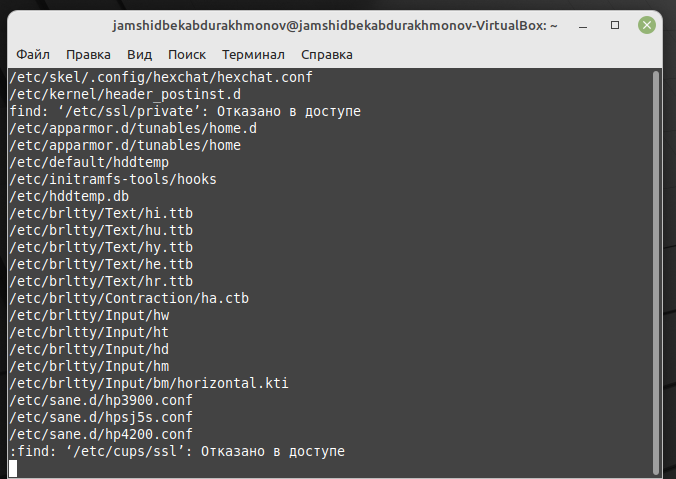 jamshidbekabdurakhmonov@jamshidbekabdurakhmonov-VirtualBox: ~
Файл Правка Вид Поиск Терминал Справка
/etc/skel/.config/hexchat/hexchat.conf
/etc/kernel/header_postinst.d
find: ‘/etc/ssl/private’: Отказано в доступе
/etc/apparmor.d/tunables/home.d
/etc/apparmor.d/tunables/home
/etc/default/hddtemp
/etc/initramfs-tools/hooks
/etc/hddtemp.db
/etc/brltty/Text/hi.ttb
/etc/brltty/Text/hu.ttb
/etc/brltty/Text/hy.ttb
/etc/brltty/Text/he.ttb
/etc/brltty/Text/hr.ttb
/etc/brltty/Contraction/ha.ctb
/etc/brltty/Input/hw
/etc/brltty/Input/ht
/etc/brltty/Input/hd
/etc/brltty/Input/hm
/etc/brltty/Input/bm/horizontal.kti
/etc/sane.d/hp3900.conf
/etc/sane.d/hpsj5s.conf
/etc/sane.d/hp4200.conf
:find: ‘/etc/cups/ssl’: Отказано в доступе